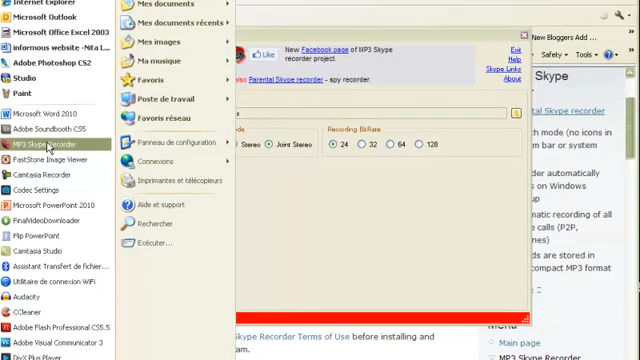 Internet Explorer
Microsoft Outlook
Microsoft Office Excel 2003
informous website -Nita L...
Adobe Photoshop CS2
Studio
Paint
Microsoft Word 2010
Adobe Soundbooth CS5
MP3 Skype Recorder
FastStone Image Viewer
Camtasia Recorder
Codec Settings
Microsoft PowerPoint 2010
FinalVideoDownloader
Flip PowerPoint
Camtasia Studio
Assistant Transfert de fichier...
Utilitaire de connexion WiFi
Audacity
CCleaner
Adobe Flash Professional CS5.5
Adobe Visual Communicator 3
DivX Plus Player
Mes documents
Mes documents récents
Mes images
Ma musique
Favoris
Poste de travail
Favoris réseau
Panneau de configuration
Connexions
Imprimantes et télécopieurs
Aide et support
Rechercher
Exécuter...
Like
New Facebook page of MP3 Skype
recorder project.
Parental Skype recorder - spy recorder.
Exit
Help
Skype Links
About
Stereo
Joint Stereo
Recording BitRate
24
32
64
128
Skype Recorder Terms of Use before installing and
New Bloggers Add ...
Safety
Tools
Skype
Skype recorder
mode (no icons in
bar or system
automatically
on Windows
recording of all
calls (P2P,
are stored in
compact MP3 format
Menu
Main page
MP3 Skype Recorder